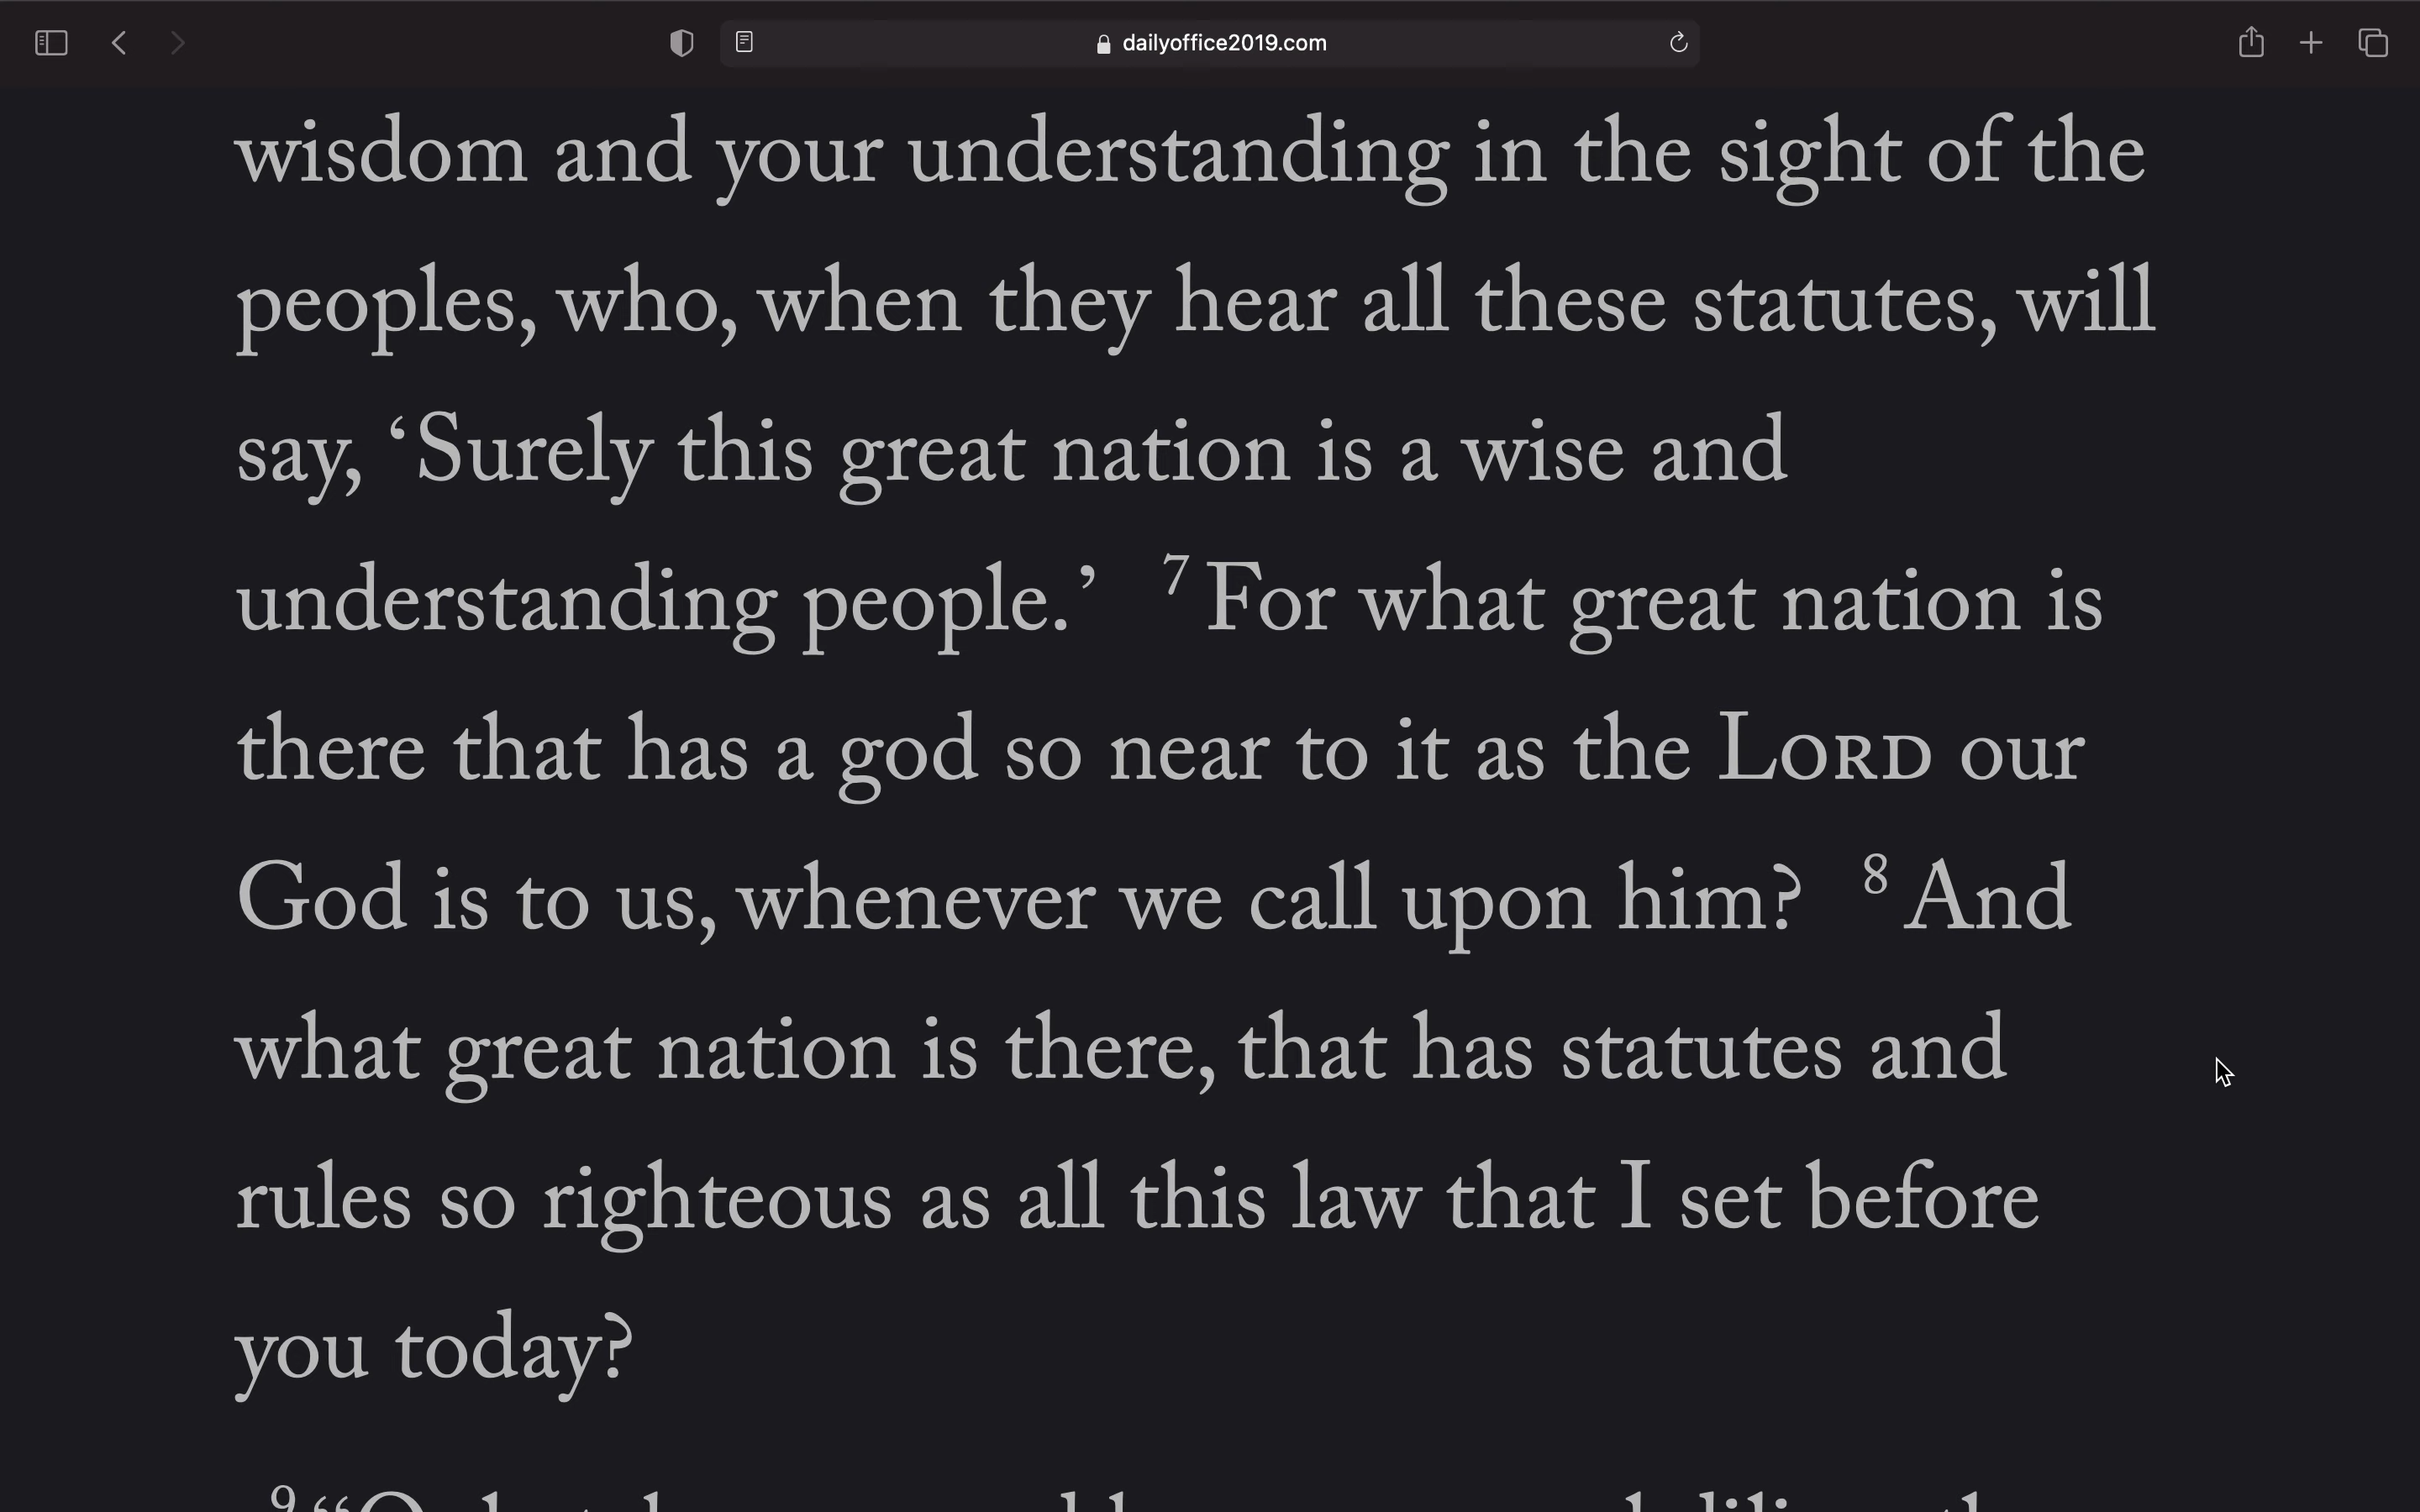 dailyoffice2019.com
wisdom and your understanding in the sight of the
peoples, who, when they hear all these statutes, will
say, ‘Surely this great nation is a wise and
understanding people.’ 7 For what great nation is
there that has a god so near to it as the LORD our
God is to us, whenever we call upon him? 8 And
what great nation is there, that has statutes and
rules so righteous as all this law that I set before
you today?
9